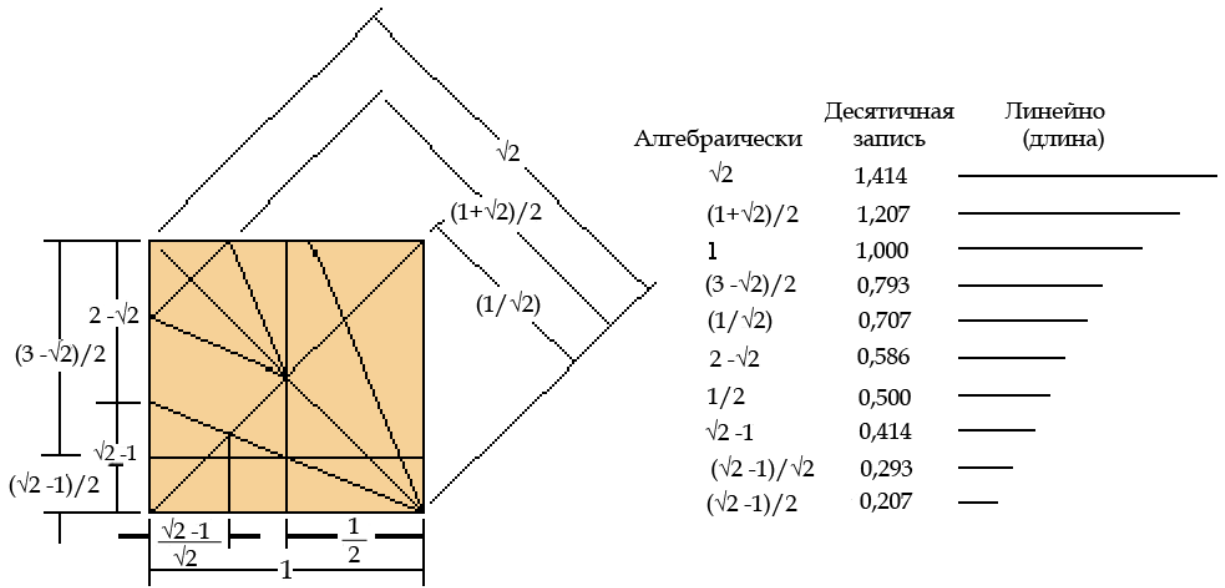 √2
(1+√2)/2
(1/√2)
2 -√2
(3 -√2)/2
√2 -1
(√2 -1)/2
√2 -1
√2
1
2
1
Алгебраически Десятичная запись Линейно (длина)
√2 1,414
(1+√2)/2 1,207
1 1,000
(3 -√2)/2 0,793
(1/√2) 0,707
2 -√2 0,586
1/2 0,500
√2 -1 0,414
(√2 -1)/√2 0,293
(√2 -1)/2 0,207